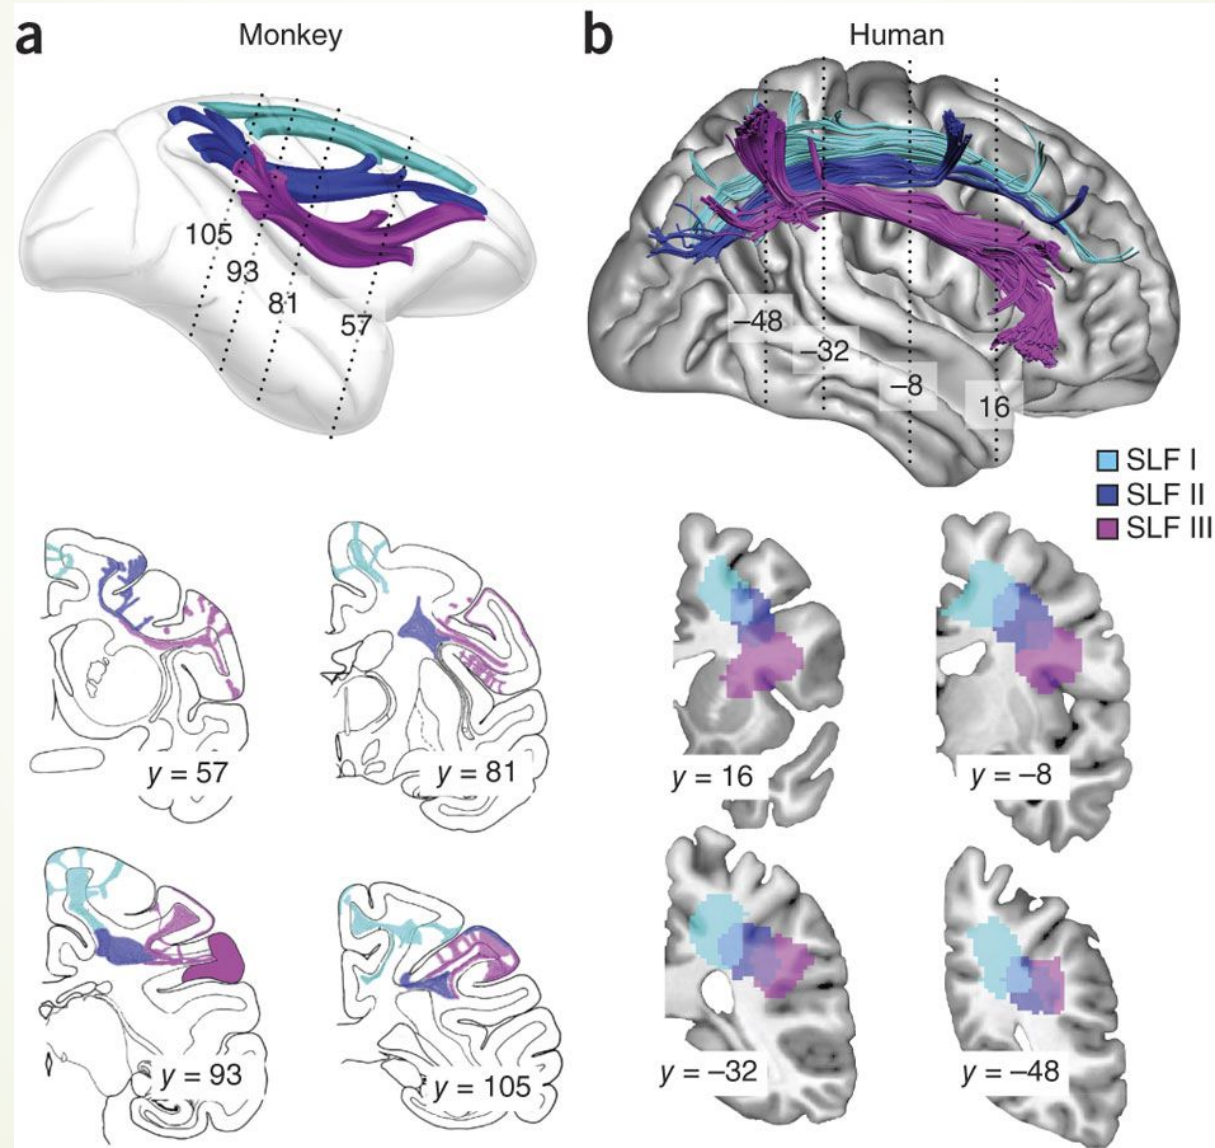 a
Monkey
105
93
81
57
y = 57
y = 81
y = 93
y = 105
b
Human
–48
–32
–8
16
SLF I
SLF II
SLF III
y = 16
y = –8
y = –32
y = –48